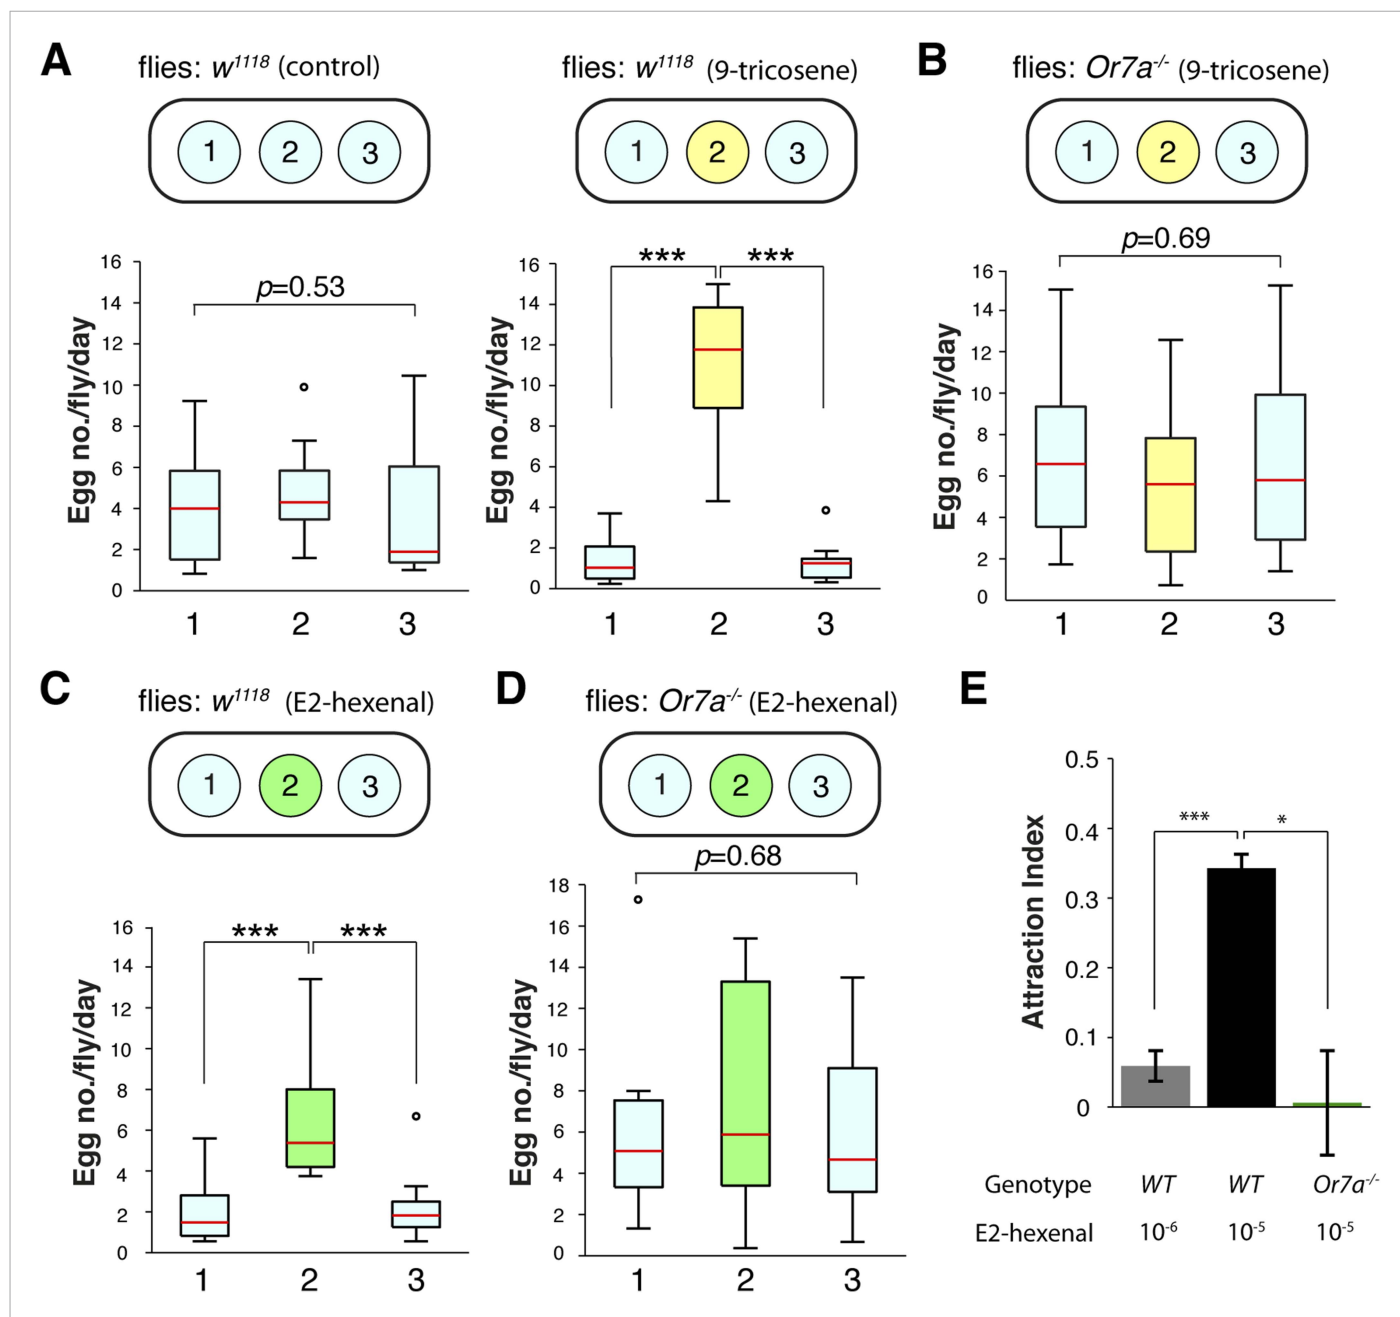 A
flies: w1118 (control)
1 2 3
p=0.53
Egg no./fly/day
16
14
12
10
8
6
4
2
0
1 2 3
flies: w1118 (9-tricosene)
1 2 3
*** ***
Egg no./fly/day
16
14
12
10
8
6
4
2
0
1 2 3
B
flies: Or7a-/- (9-tricosene)
1 2 3
p=0.69
Egg no./fly/day
16
14
12
10
8
6
4
2
0
1 2 3
C
flies: w1118 (E2-hexenal)
1 2 3
*** ***
Egg no./fly/day
16
14
12
10
8
6
4
2
0
1 2 3
D
flies: Or7a-/- (E2-hexenal)
1 2 3
p=0.68
Egg no./fly/day
18
16
14
12
10
8
6
4
2
0
1 2 3
E
*** *
Attraction Index
0.5
0.4
0.3
0.2
0.1
0
Genotype WT WT Or7a-/-
E2-hexenal 10-6 10-5 10-5